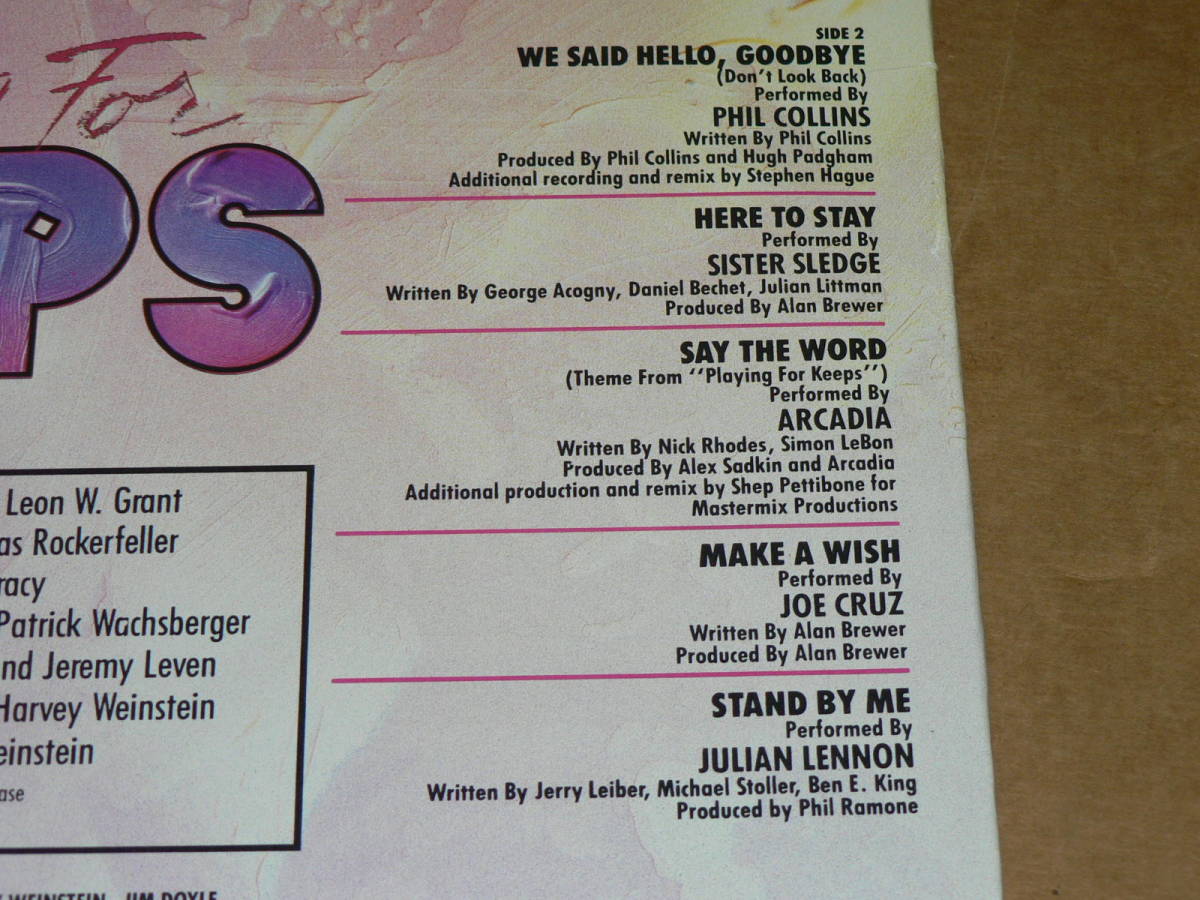 For
PS
Leon W. Grant
Rockerfeller
Patrick Wachsberger
Jeremy Leven
Harvey Weinstein
WEINSTEIN JIM DOYLE
SIDE 2
WE SAID HELLO, GOODBYE
(Don't Look Back)
Performed By
PHIL COLLINS
Written By Phil Collins
Produced By Phil Collins and Hugh Padgham
Additional recording and remix by Stephen Hague
HERE TO STAY
Performed By
SISTER SLEDGE
Written By George Acogny, Daniel Bechet, Julian Littman
Produced By Alan Brewer
SAY THE WORD
(Theme From "Playing For Keeps")
Performed By
ARCADIA
Written By Nick Rhodes, Simon LeBon
Produced By Alex Sadkin and Arcadia
Additional production and remix by Shep Pettibone for
Mastermix Productions
MAKE A WISH
Performed By
JOE CRUZ
Written By Alan Brewer
Produced By Alan Brewer
STAND BY ME
Performed By
JULIAN LENNON
Written By Jerry Leiber, Michael Stoller, Ben E. King
Produced by Phil Ramone